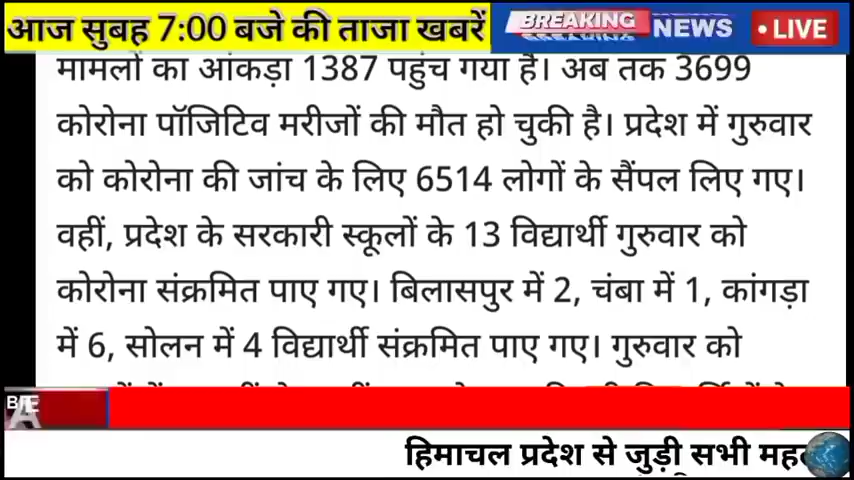 आज सुबह 7:00 बजे की ताजा खबरें
BREAKING NEWS • LIVE
मामलों का आंकड़ा 1387 पहुंच गया है। अब तक 3699
कोरोना पॉजिटिव मरीजों की मौत हो चुकी है। प्रदेश में गुरुवार
को कोरोना की जांच के लिए 6514 लोगों के सैंपल लिए गए।
वहीं, प्रदेश के सरकारी स्कूलों के 13 विद्यार्थी गुरुवार को
कोरोना संक्रमित पाए गए। बिलासपुर में 2, चंबा में 1, कांगड़ा
में 6, सोलन में 4 विद्यार्थी संक्रमित पाए गए। गुरुवार को
हिमाचल प्रदेश से जुड़ी सभी